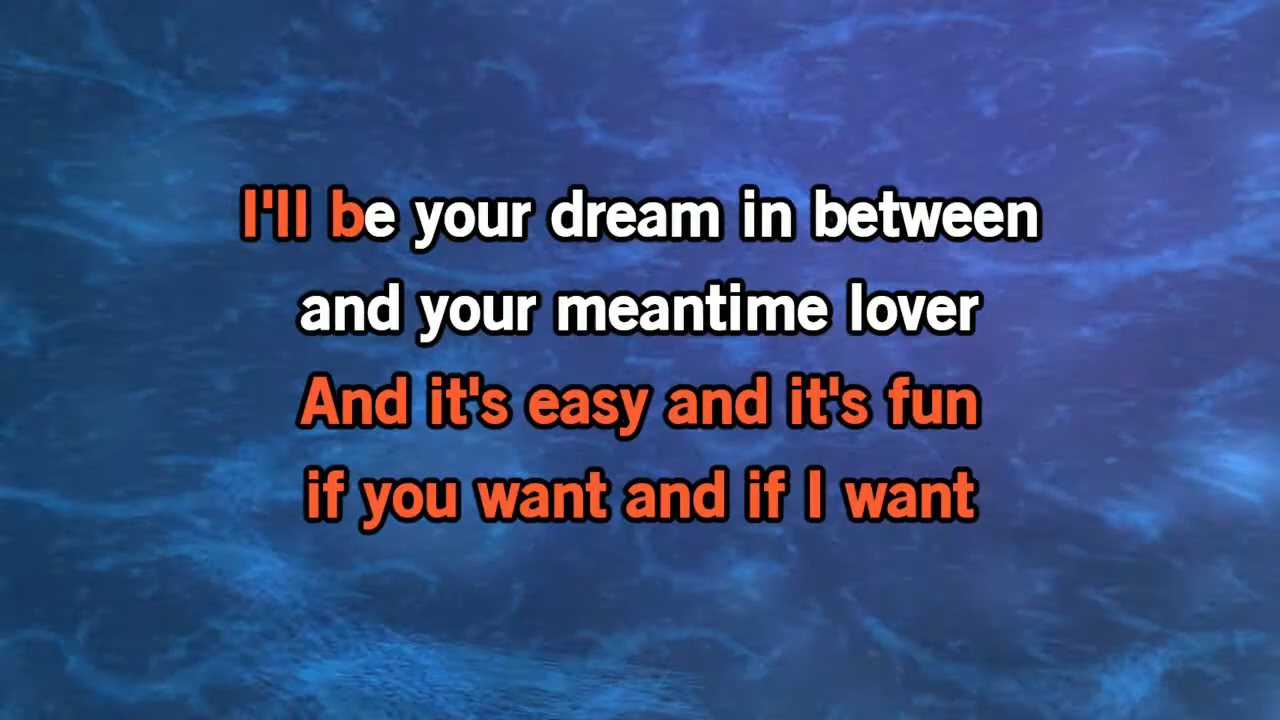 I'll be your dream in between
and your meantime lover
And it's easy and it's fun
if you want and if I want